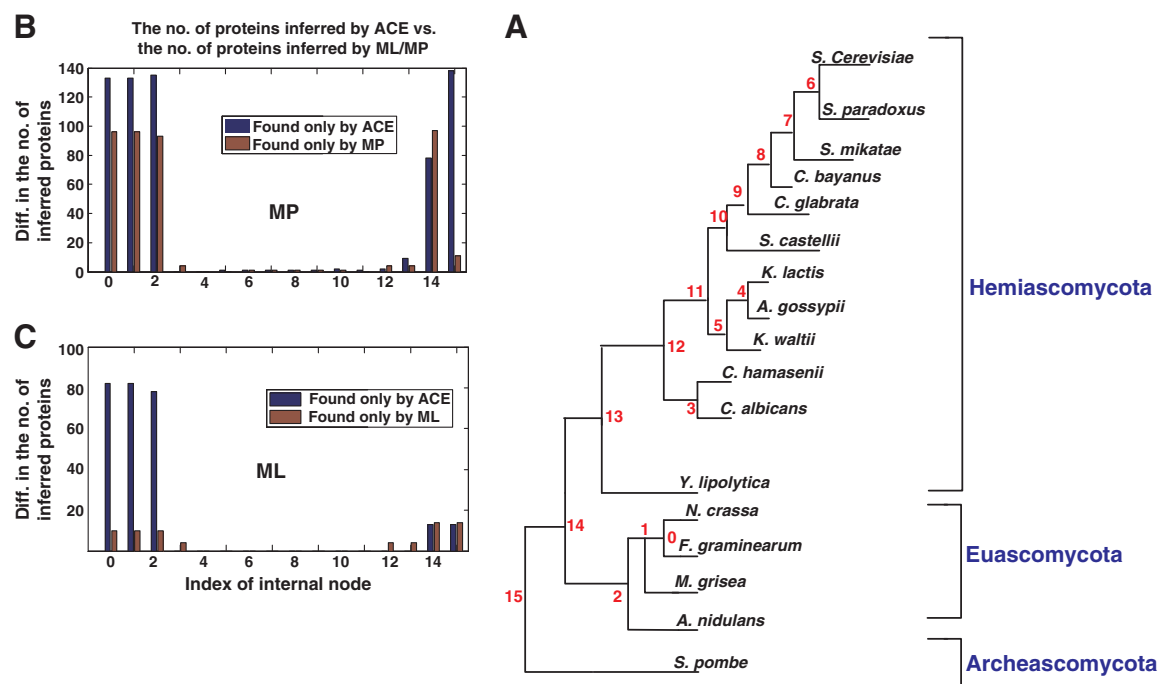 B
The no. of proteins inferred by ACE vs.
the no. of proteins inferred by ML/MP
Diff. in the no. of
inferred proteins
140
120
100
80
60
40
20
0
Found only by ACE
Found only by MP
MP
0 2 4 6 8 10 12 14
C
Diff. in the no. of
inferred proteins
100
80
60
40
20
Found only by ACE
Found only by ML
ML
0 2 4 6 8 10 12 14
Index of internal node
A
S. Cerevisiae
6
S. paradoxus
7
S. mikatae
8
C. bayanus
9
C. glabrata
10
S. castellii
K. lactis
11
4
A. gossypii
5
K. waltii
12
C. hamasenii
3
C. albicans
13
Y. lipolytica
N. crassa
14
1
0
F. graminearum
M. grisea
15
2
A. nidulans
S. pombe
Hemiascomycota
Euascomycota
Archeascomycota